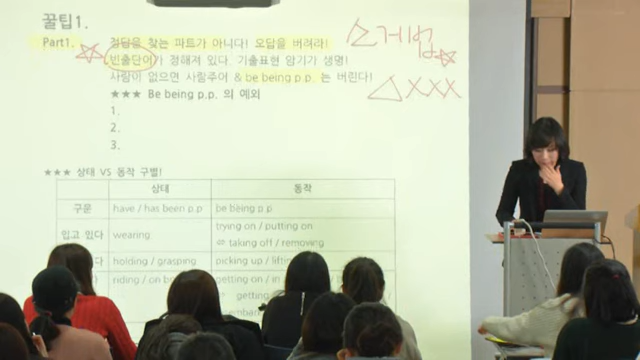 꿀팁1.
Part1. 정답을 찾는 파트가 아니다! 오답을 버려라!
빈출단어가 정해져 있다. 기출표현 암기가 생명!
사람이 없으면 사람주어 & be being p.p. 는 버린다!
소거법
△XXX
★★★ Be being p.p. 의 예외
1.
2.
3.
★★★ 상태 VS 동작 구별!
상태 동작
구문 have / has been p.p be being p.p
입고 있다 wearing trying on / putting on
⇔ taking off / removing
holding / grasping picking up / lifting
riding / on getting on / in
getting